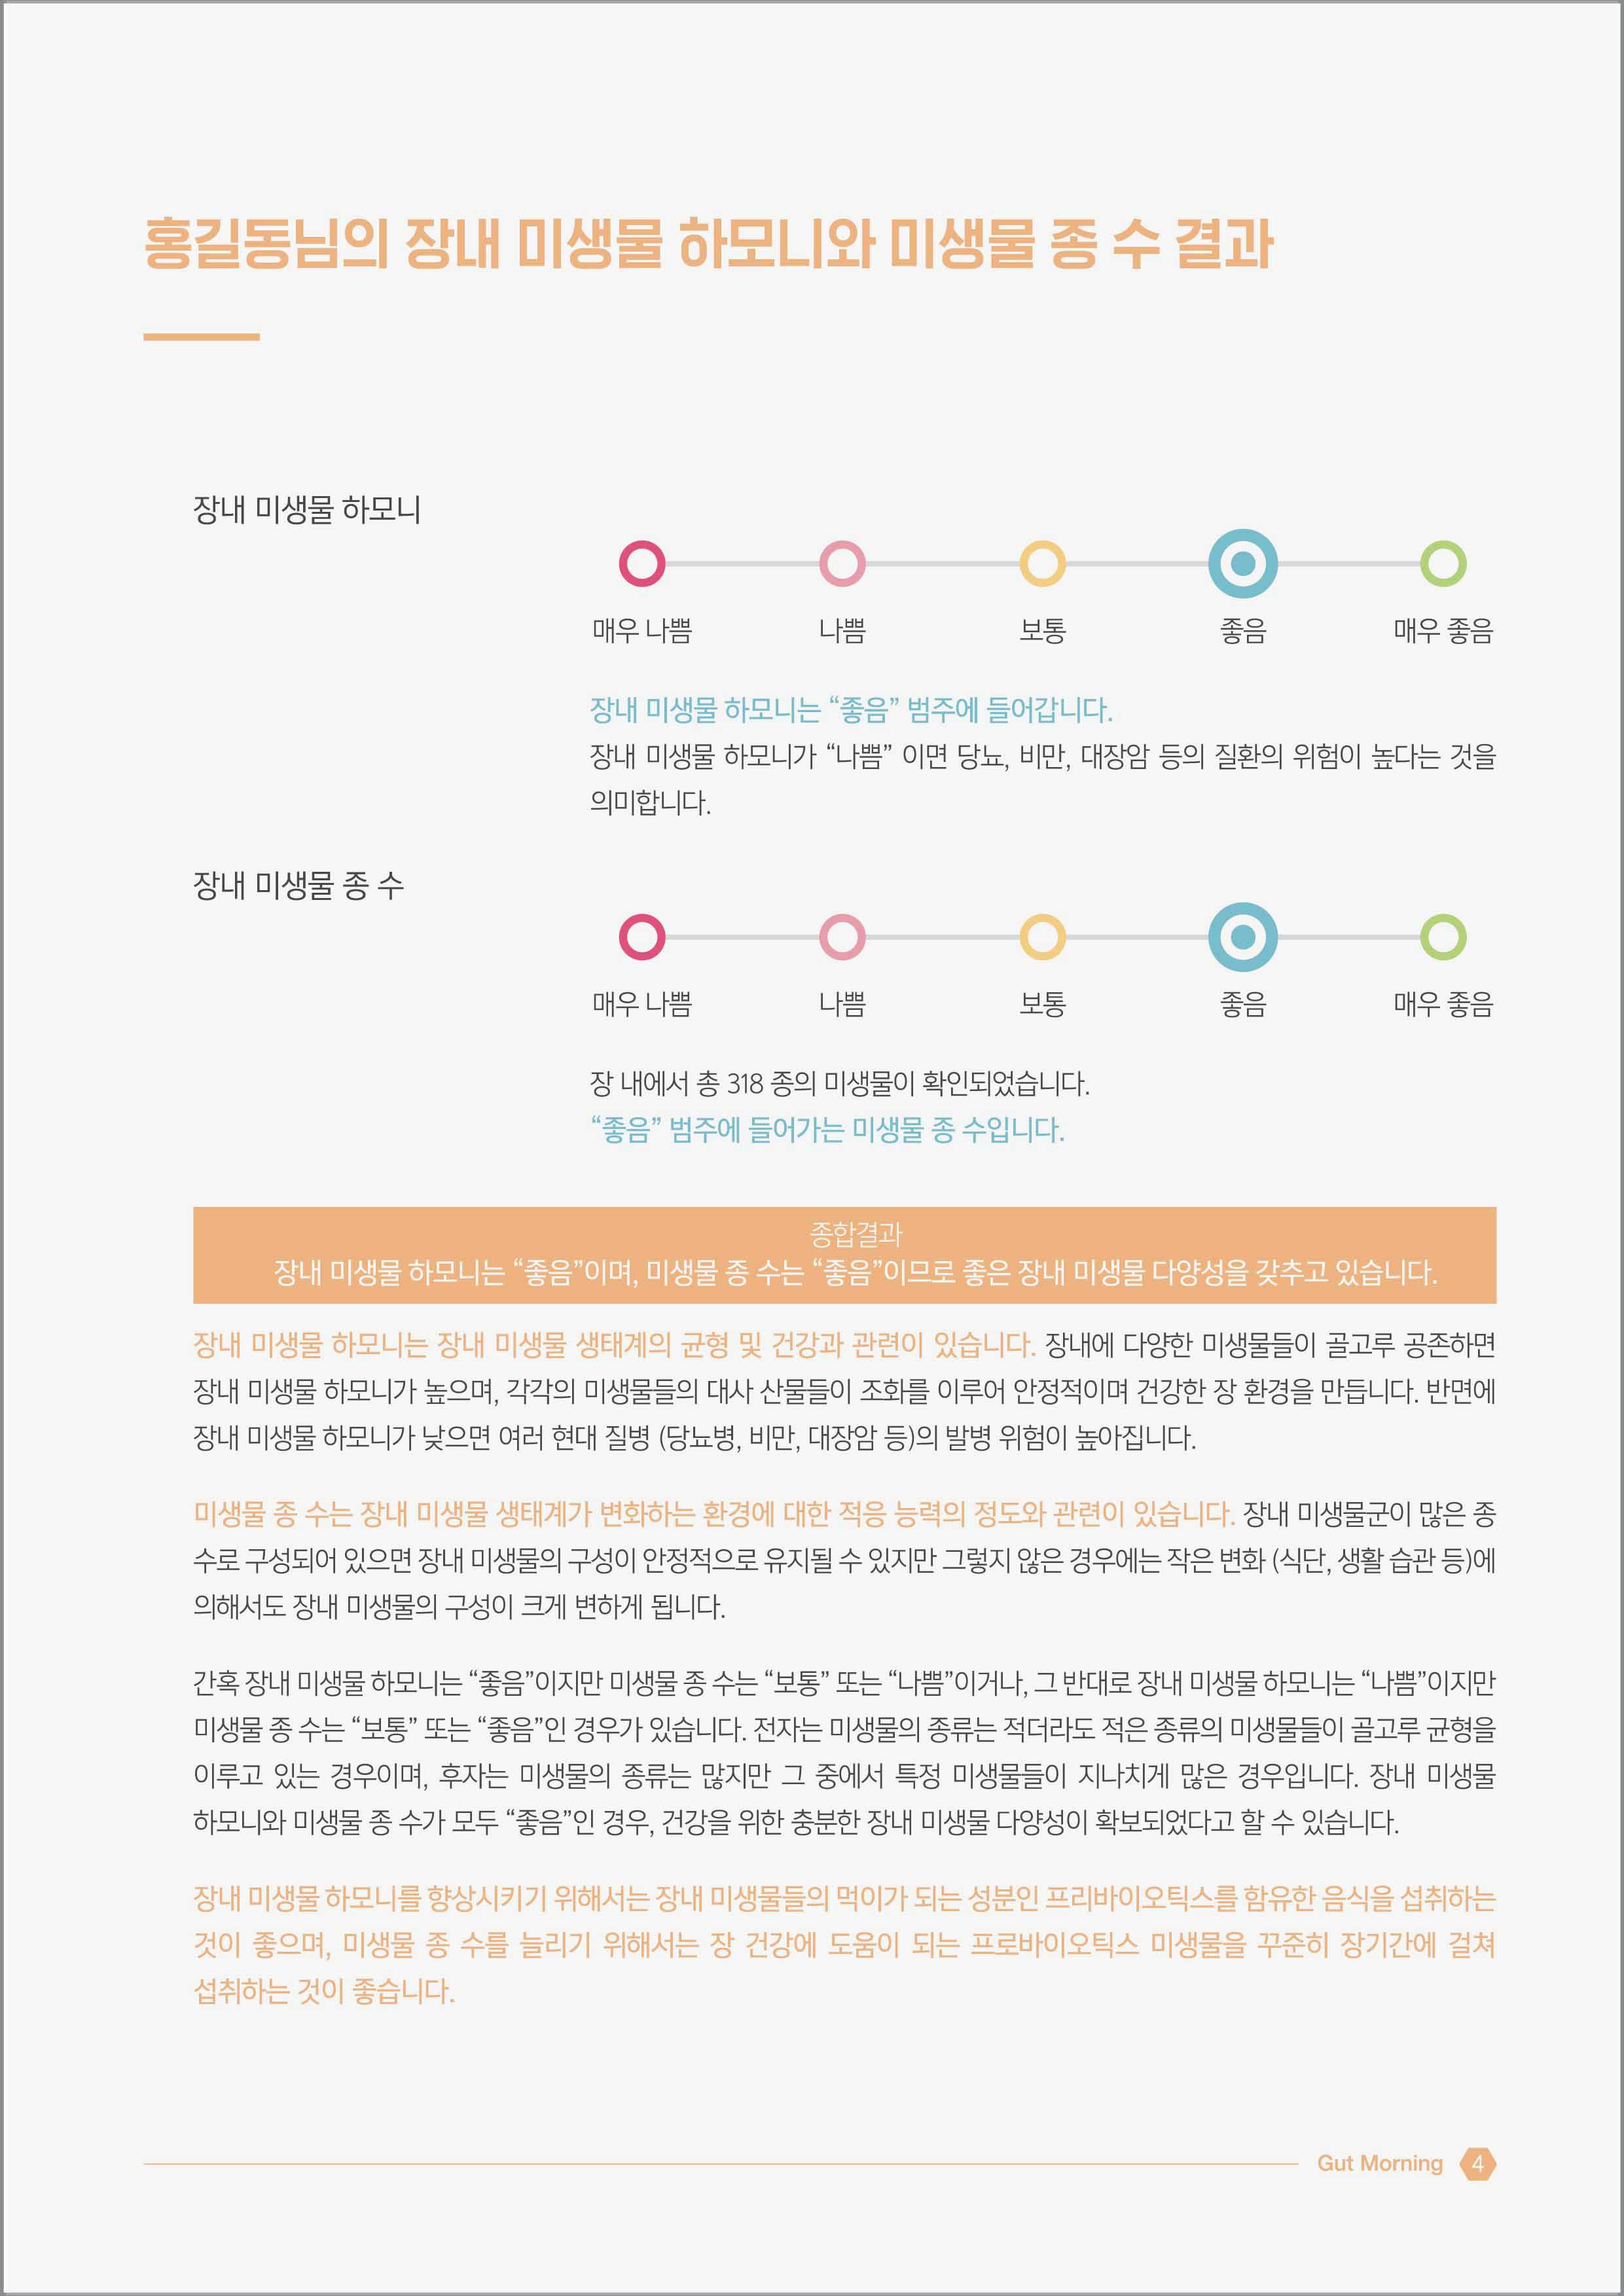 홍길동님의 장내 미생물 하모니와 미생물 종 수 결과
장내 미생물 하모니
매우 나쁨 나쁨 보통 좋음 매우 좋음
장내 미생물 하모니는 “좋음” 범주에 들어갑니다.
장내 미생물 하모니가 “나쁨” 이면 당뇨, 비만, 대장암 등의 질환의 위험이 높다는 것을
의미합니다.
장내 미생물 종 수
매우 나쁨 나쁨 보통 좋음 매우 좋음
장 내에서 총 318 종의 미생물이 확인되었습니다.
“좋음” 범주에 들어가는 미생물 종 수입니다.
종합결과
장내 미생물 하모니는 “좋음”이며, 미생물 종 수는 “좋음”이므로 좋은 장내 미생물 다양성을 갖추고 있습니다.
장내 미생물 하모니는 장내 미생물 생태계의 균형 및 건강과 관련이 있습니다. 장내에 다양한 미생물들이 골고루 공존하면
장내 미생물 하모니가 높으며, 각각의 미생물들의 대사 산물들이 조화를 이루어 안정적이며 건강한 장 환경을 만듭니다. 반면에
장내 미생물 하모니가 낮으면 여러 현대 질병 (당뇨병, 비만, 대장암 등)의 발병 위험이 높아집니다.
미생물 종 수는 장내 미생물 생태계가 변화하는 환경에 대한 적응 능력의 정도와 관련이 있습니다. 장내 미생물군이 많은 종
수로 구성되어 있으면 장내 미생물의 구성이 안정적으로 유지될 수 있지만 그렇지 않은 경우에는 작은 변화 (식단, 생활 습관 등)에
의해서도 장내 미생물의 구성이 크게 변하게 됩니다.
간혹 장내 미생물 하모니는 “좋음”이지만 미생물 종 수는 “보통” 또는 “나쁨”이거나, 그 반대로 장내 미생물 하모니는 “나쁨”이지만
미생물 종 수는 “보통” 또는 “좋음”인 경우가 있습니다. 전자는 미생물의 종류는 적더라도 적은 종류의 미생물들이 골고루 균형을
이루고 있는 경우이며, 후자는 미생물의 종류는 많지만 그 중에서 특정 미생물들이 지나치게 많은 경우입니다. 장내 미생물
하모니와 미생물 종 수가 모두 “좋음”인 경우, 건강을 위한 충분한 장내 미생물 다양성이 확보되었다고 할 수 있습니다.
장내 미생물 하모니를 향상시키기 위해서는 장내 미생물들의 먹이가 되는 성분인 프리바이오틱스를 함유한 음식을 섭취하는
것이 좋으며, 미생물 종 수를 늘리기 위해서는 장 건강에 도움이 되는 프로바이오틱스 미생물을 꾸준히 장기간에 걸쳐
섭취하는 것이 좋습니다.
Gut Morning 4